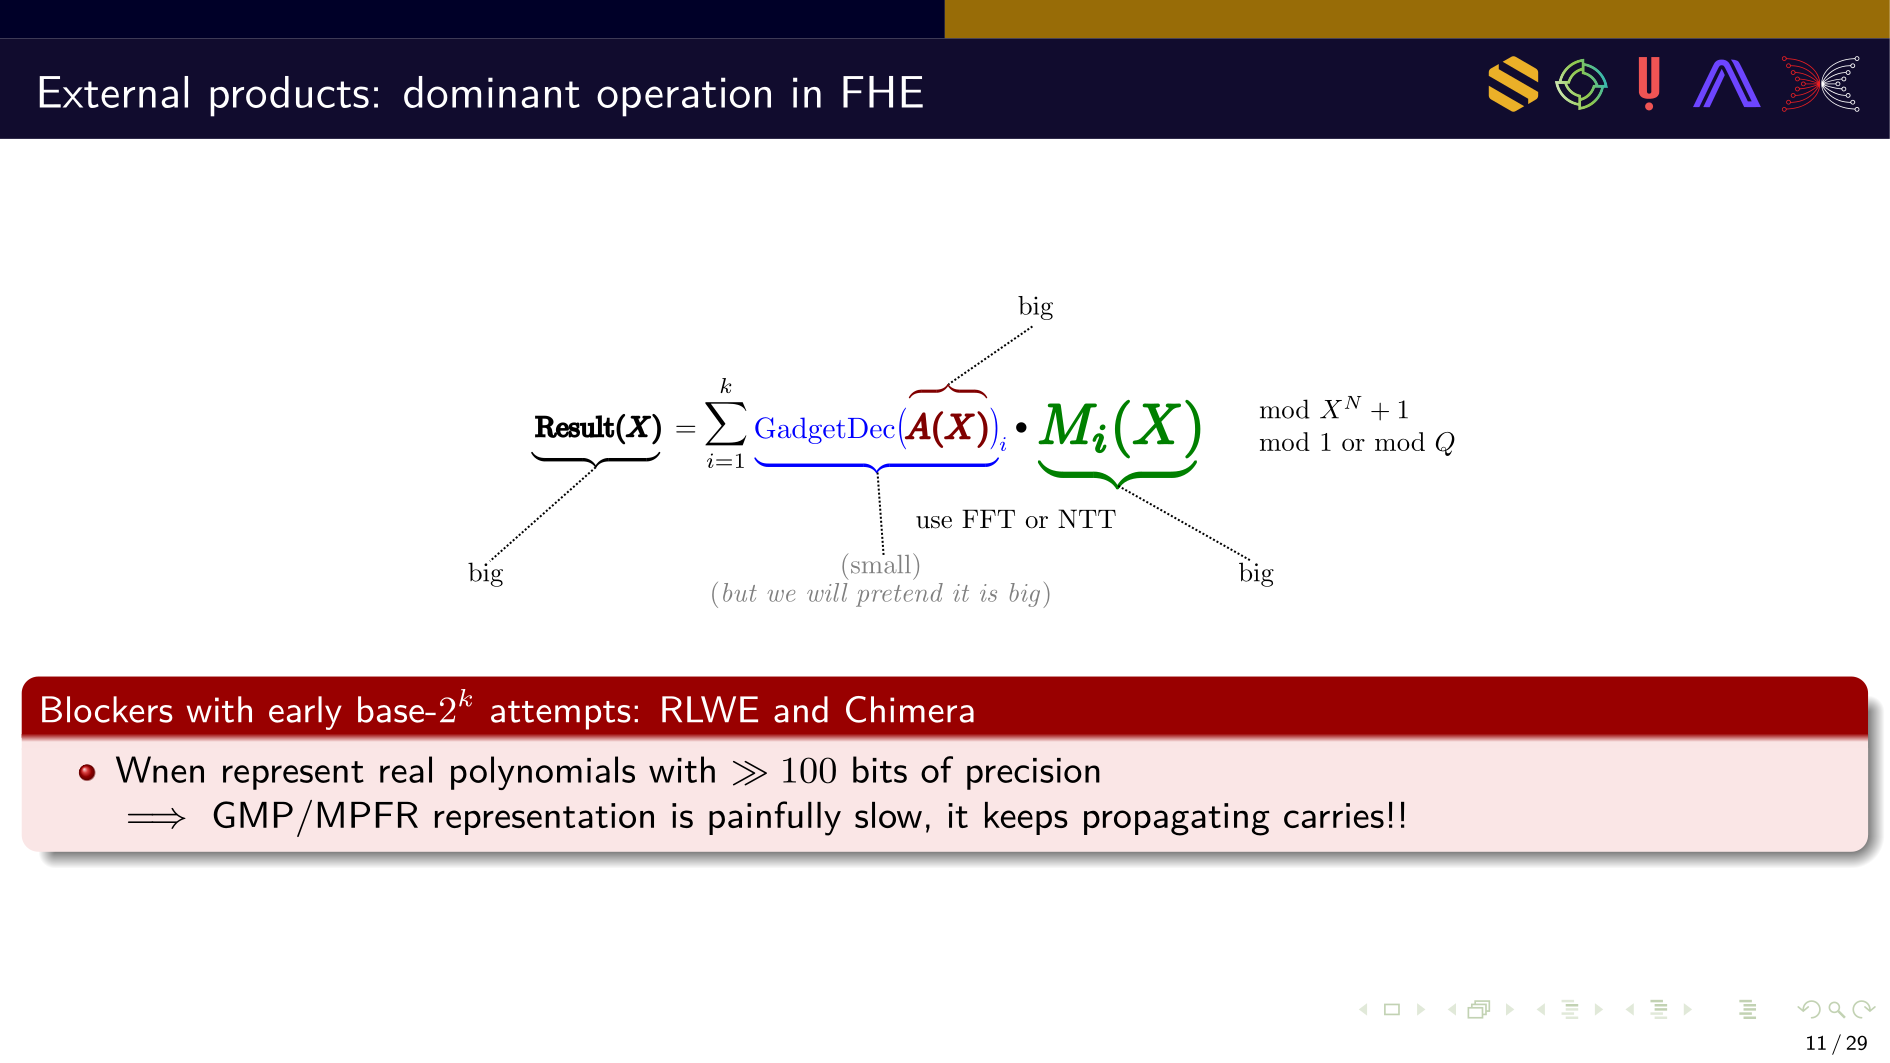 External products: dominant operation in FHE
big
Result(X) = ∑_{i=1}^{k} GadgetDec(A(X))_i • M_i(X)
mod X^N + 1
mod 1 or mod Q
use FFT or NTT
big
(small)
(but we will pretend it is big)
big
Blockers with early base-2^k attempts: RLWE and Chimera
Wnen represent real polynomials with ≫ 100 bits of precision
⟹ GMP/MPFR representation is painfully slow, it keeps propagating carries!!
11 / 29